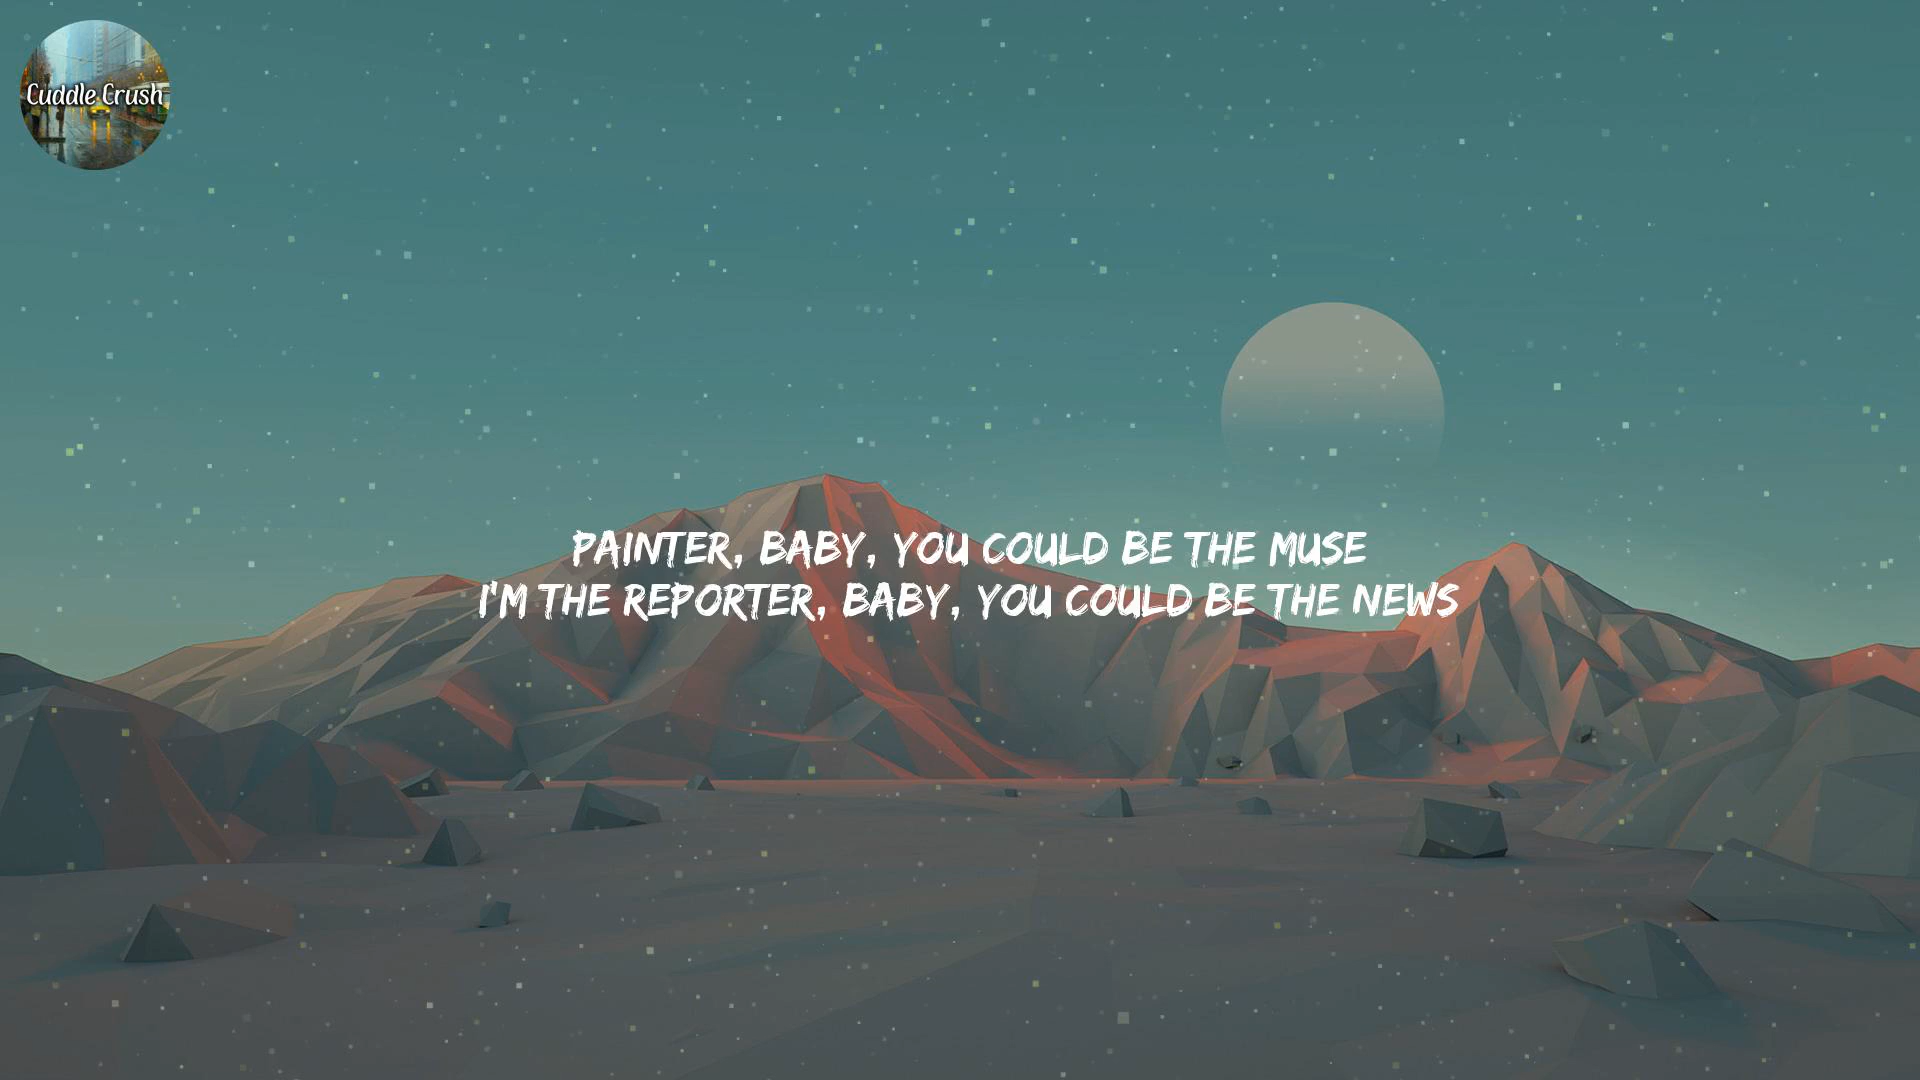 Cuddle Crush
PAINTER, BABY, YOU COULD BE THE MUSE
I'M THE REPORTER, BABY, YOU COULD BE THE NEWS